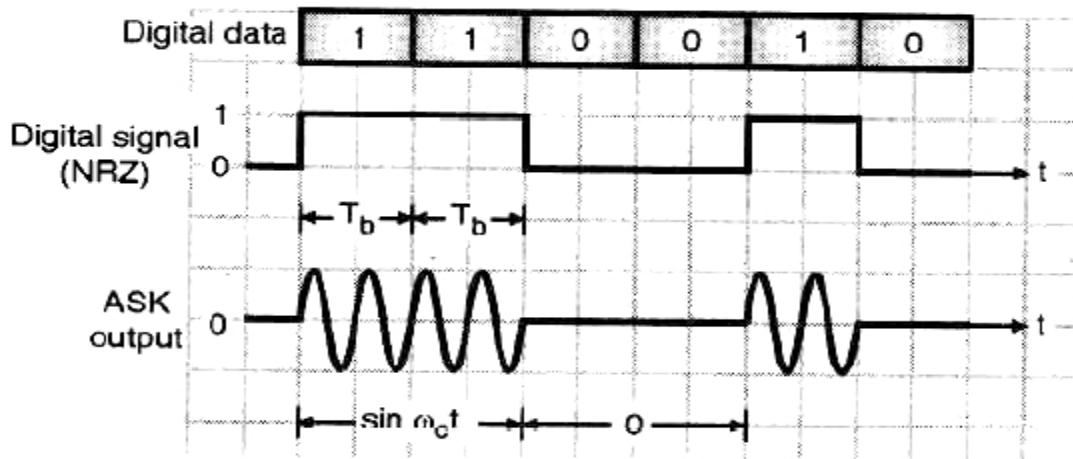 Digital data 1 1 0 0 1 0
1
Digital signal
(NRZ)
0
t
T_b T_b
ASK
output
0
t
sin ω_c t
0